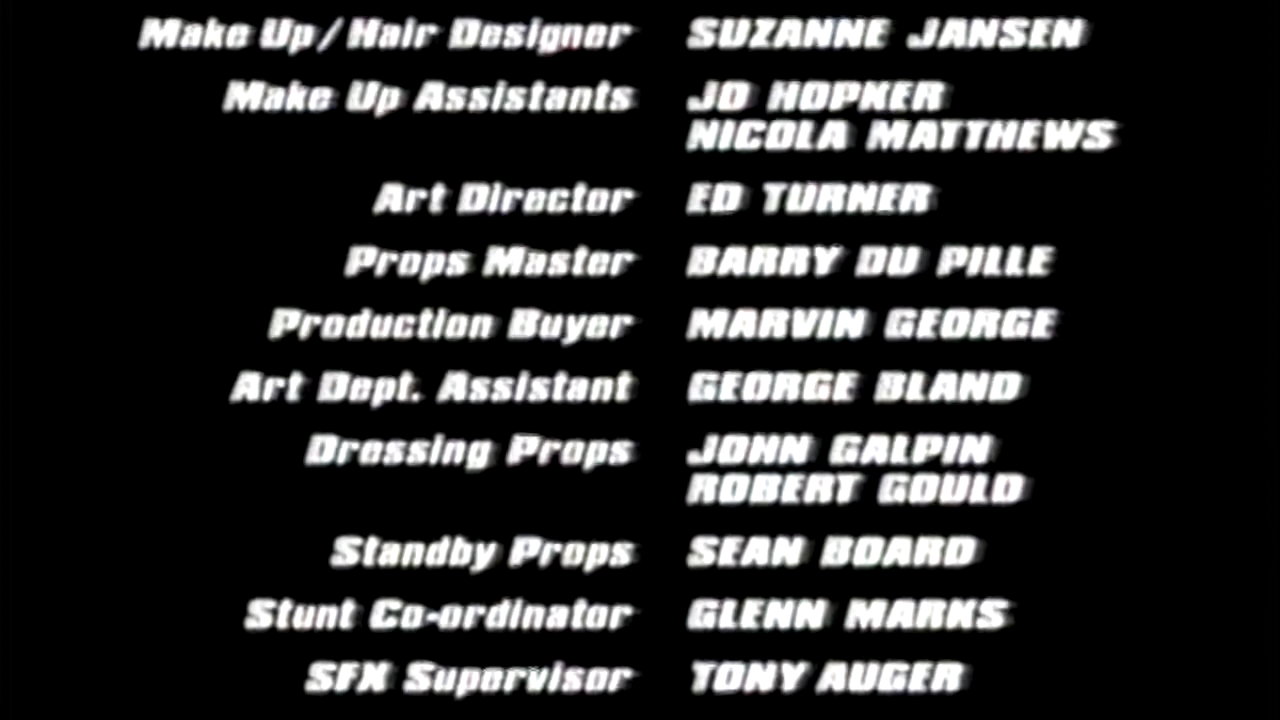 Make Up/Hair Designer SUZANNE JANSEN
Make Up Assistants JO HOPKER
NICOLA MATTHEWS
Art Director ED TURNER
Props Master BARRY DU PILLE
Production Buyer MARVIN GEORGE
Art Dept. Assistant GEORGE BLAND
Dressing Props JOHN GALPIN
ROBERT GOULD
Standby Props SEAN BOARD
Stunt Co-ordinator GLENN MARKS
SFX Supervisor TONY AUGER